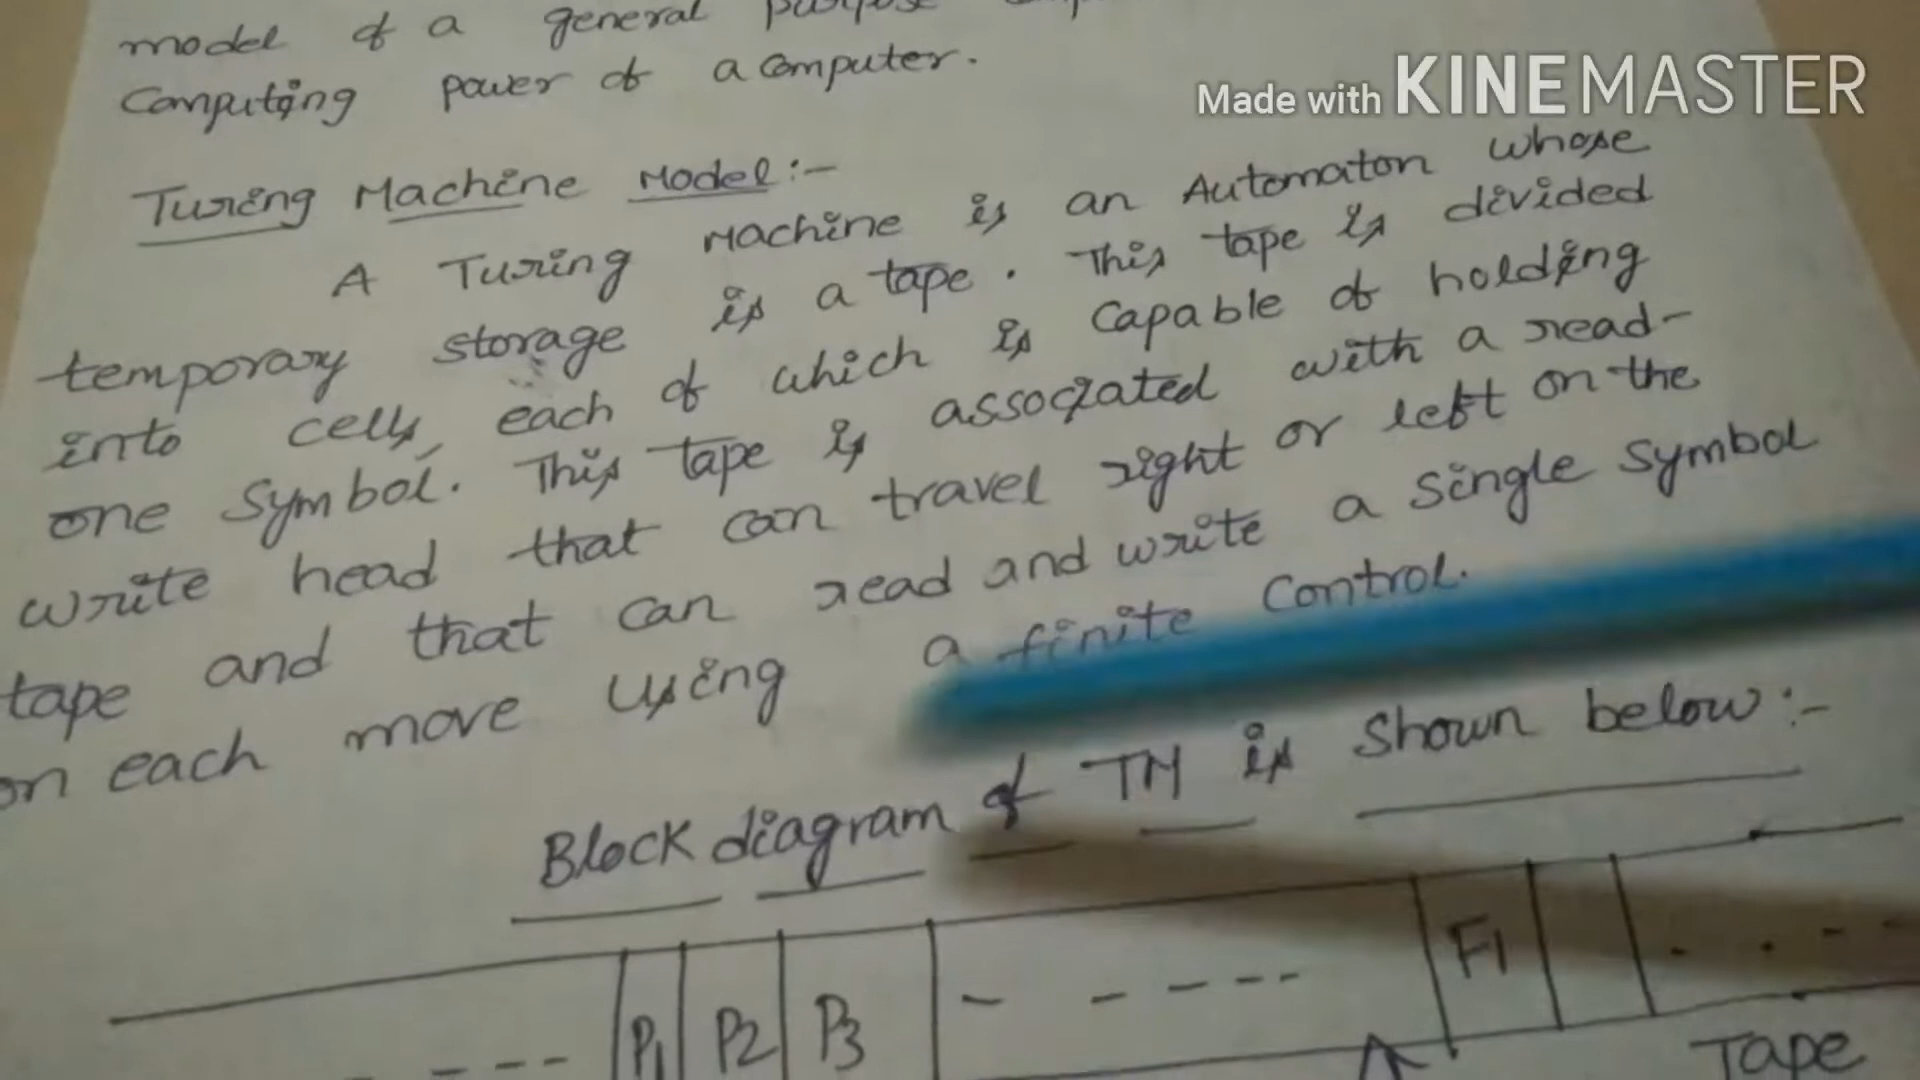 model of a general purpose
Computing power of a computer.
Made with KINEMASTER
Turing Machine Model:-
A Turing Machine is an Automaton whose
temporary storage is a tape. This tape is divided
into cells, each of which is capable of holding
one symbol. This tape is associated with a read-
write head that can travel right or left on the
tape and that can read and write a single symbol
on each move using a finite control.
Block diagram of TM is shown below:-
- - - P1 P2 P3 - - - - - - F1 - - - -
Tape